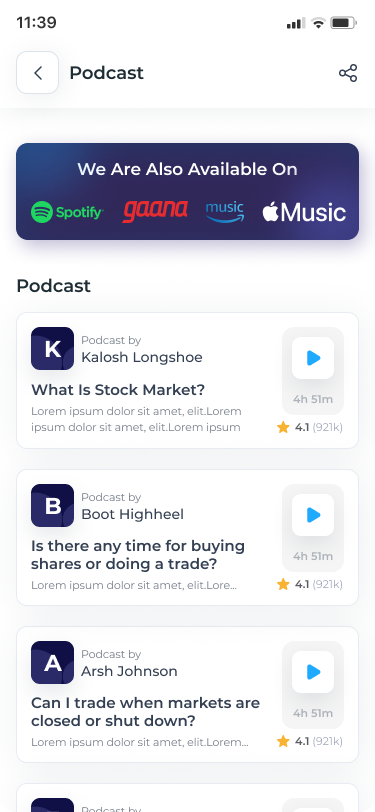 11:39
Podcast
We Are Also Available On
Spotify
gaana
music
Music
Podcast
K
Podcast by
Kalosh Longshoe
What Is Stock Market?
Lorem ipsum dolor sit amet, elit.Lorem
ipsum dolor sit amet, elit.Lorem ipsum
4h 51m
4.1 (921k)
B
Podcast by
Boot Highheel
Is there any time for buying
shares or doing a trade?
Lorem ipsum dolor sit amet, elit.Lore...
4h 51m
4.1 (921k)
A
Podcast by
Arsh Johnson
Can I trade when markets are
closed or shut down?
Lorem ipsum dolor sit amet, elit.Lorem...
4h 51m
4.1 (921k)
Podcast by